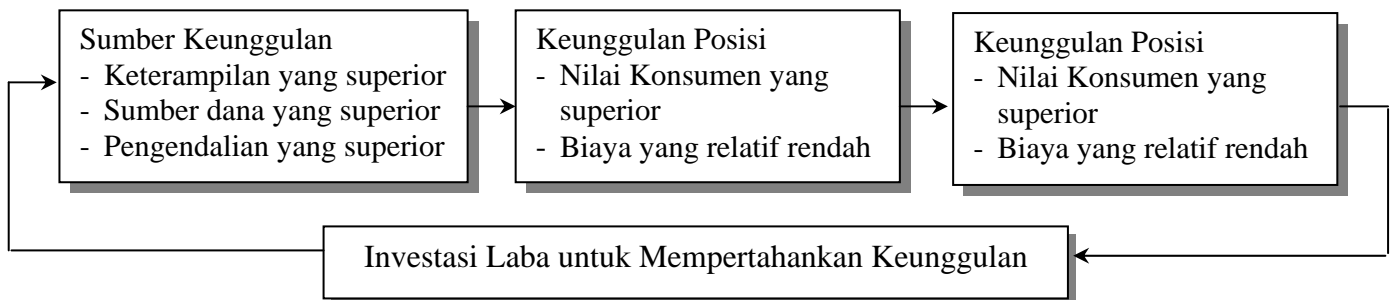 Sumber Keunggulan
- Keterampilan yang superior
- Sumber dana yang superior
- Pengendalian yang superior
Keunggulan Posisi
- Nilai Konsumen yang
superior
- Biaya yang relatif rendah
Keunggulan Posisi
- Nilai Konsumen yang
superior
- Biaya yang relatif rendah
Investasi Laba untuk Mempertahankan Keunggulan